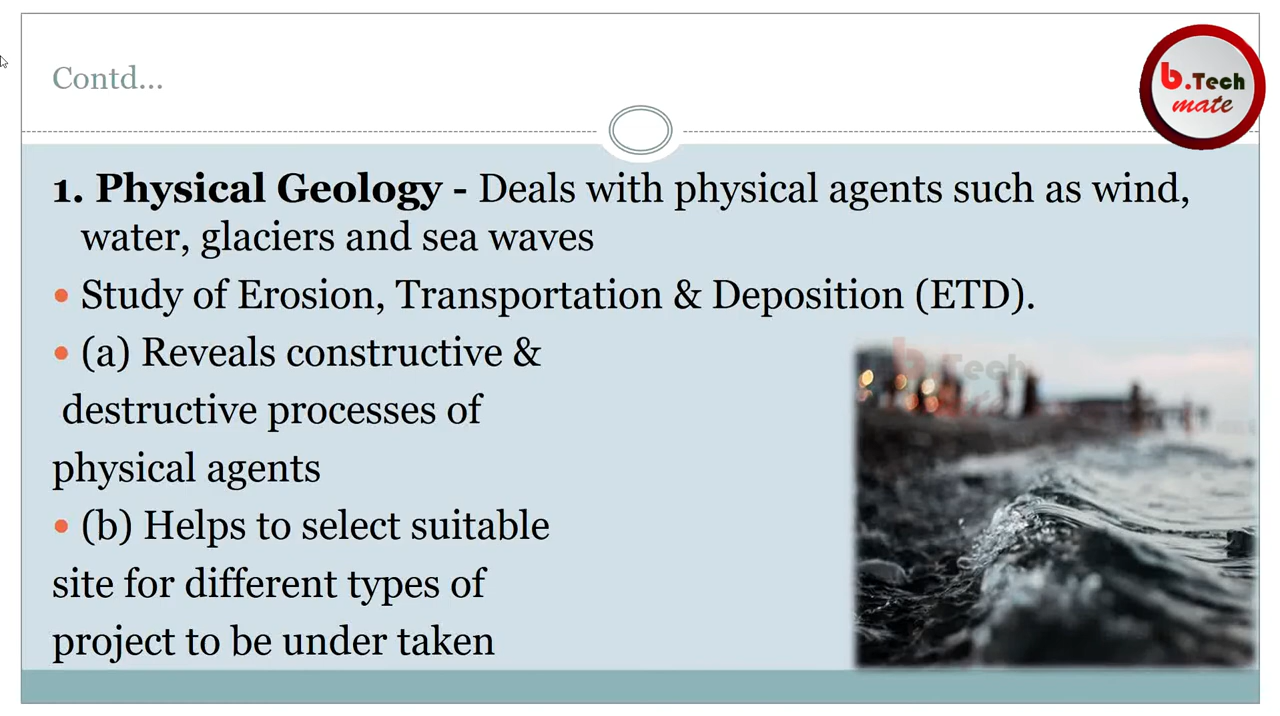 Contd...
b.Tech
mate
1. Physical Geology - Deals with physical agents such as wind,
water, glaciers and sea waves
• Study of Erosion, Transportation & Deposition (ETD).
• (a) Reveals constructive &
destructive processes of
physical agents
• (b) Helps to select suitable
site for different types of
project to be under taken
b.Tech